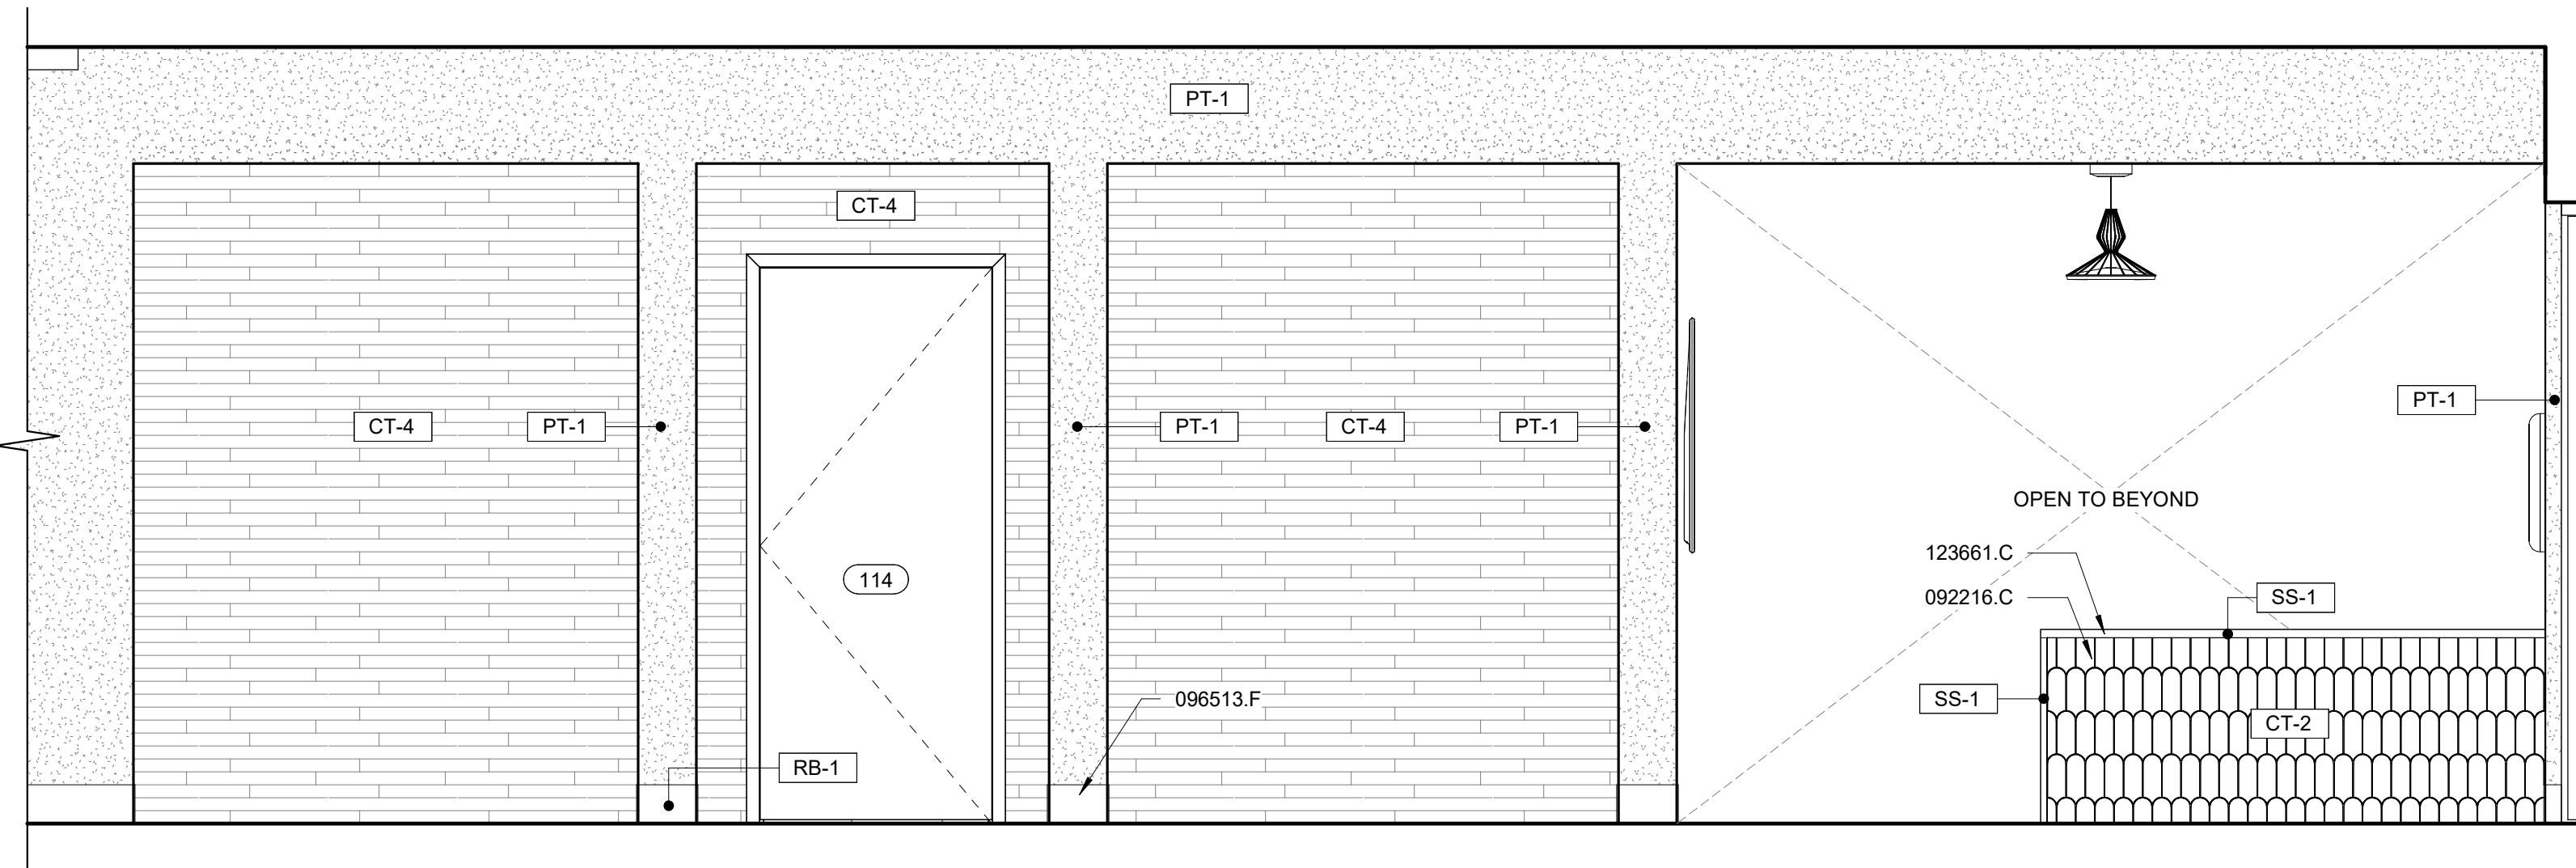 PT-1
CT-4
CT-4
PT-1
PT-1
CT-4
PT-1
PT-1
OPEN TO BEYOND
123661.C
114
092216.C
SS-1
096513.F
SS-1
CT-2
RB-1